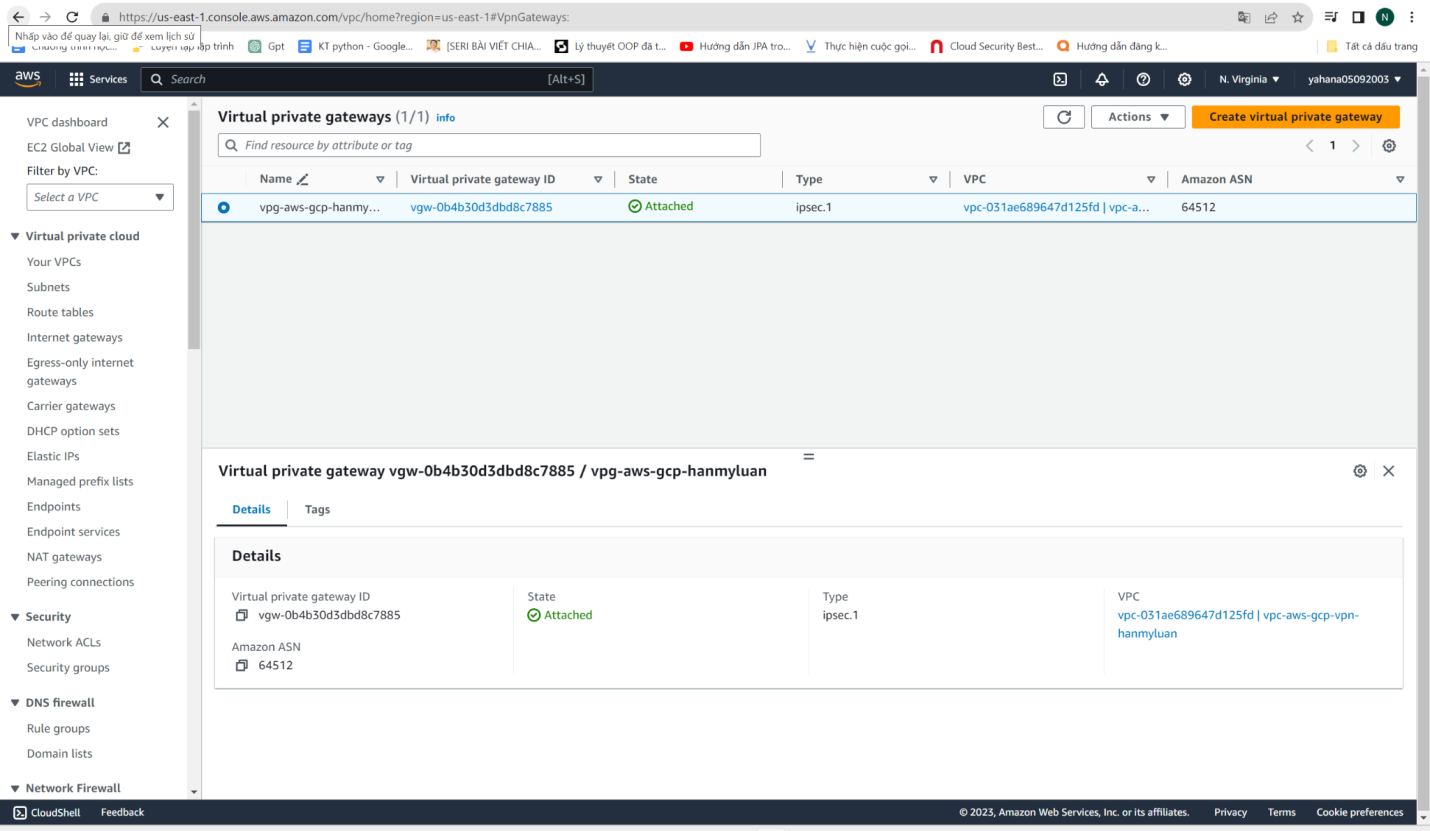 https://us-east-1.console.aws.amazon.com/vpc/home?region=us-east-1#VpnGateways:
N
Nhấp vào để quay lại, giữ để xem lịch sử
lập trình
Gpt
KT python - Google...
[SERI BÀI VIẾT CHIA...
Lý thuyết OOP đã t...
Hướng dẫn JPA tro...
Thực hiện cuộc gọi...
Cloud Security Best...
Hướng dẫn đăng k...
Tất cả dấu trang
aws
Services
Search
[Alt+S]
N. Virginia
yahana05092003
VPC dashboard
EC2 Global View
Filter by VPC:
Select a VPC
Virtual private cloud
Your VPCs
Subnets
Route tables
Internet gateways
Egress-only internet
gateways
Carrier gateways
DHCP option sets
Elastic IPs
Managed prefix lists
Endpoints
Endpoint services
NAT gateways
Peering connections
Security
Network ACLs
Security groups
DNS firewall
Rule groups
Domain lists
Network Firewall
Virtual private gateways (1/1) info
Actions
Create virtual private gateway
Find resource by attribute or tag
1
Name
Virtual private gateway ID
State
Type
VPC
Amazon ASN
vpg-aws-gcp-hanmy...
vgw-0b4b30d3dbd8c7885
Attached
ipsec.1
vpc-031ae689647d125fd | vpc-a...
64512
Virtual private gateway vgw-0b4b30d3dbd8c7885 / vpg-aws-gcp-hanmyluan
Details
Tags
Details
Virtual private gateway ID
vgw-0b4b30d3dbd8c7885
State
Attached
Type
ipsec.1
VPC
vpc-031ae689647d125fd | vpc-aws-gcp-vpn-
hanmyluan
Amazon ASN
64512
CloudShell
Feedback
© 2023, Amazon Web Services, Inc. or its affiliates.
Privacy
Terms
Cookie preferences